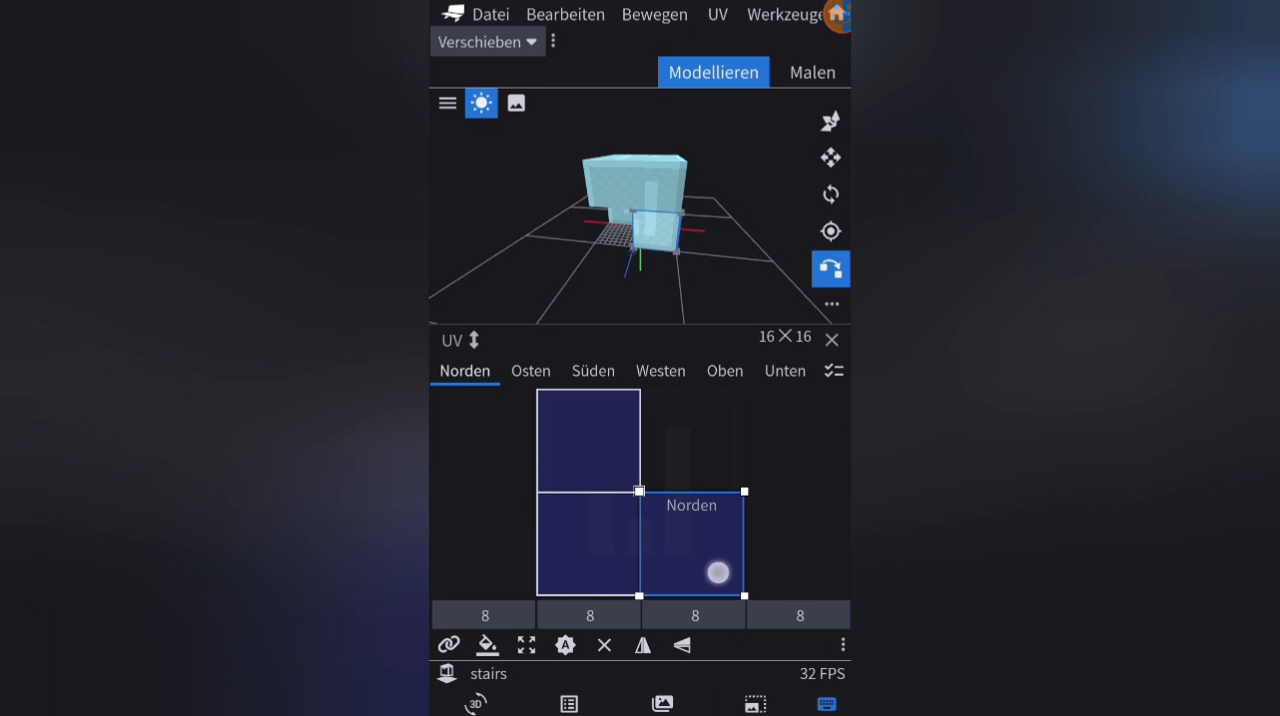 Datei Bearbeiten Bewegen UV Werkzeuge
Verschieben
Modellieren Malen
UV 16 × 16
Norden Osten Süden Westen Oben Unten
Norden
8 8 8 8
stairs 32 FPS
3D